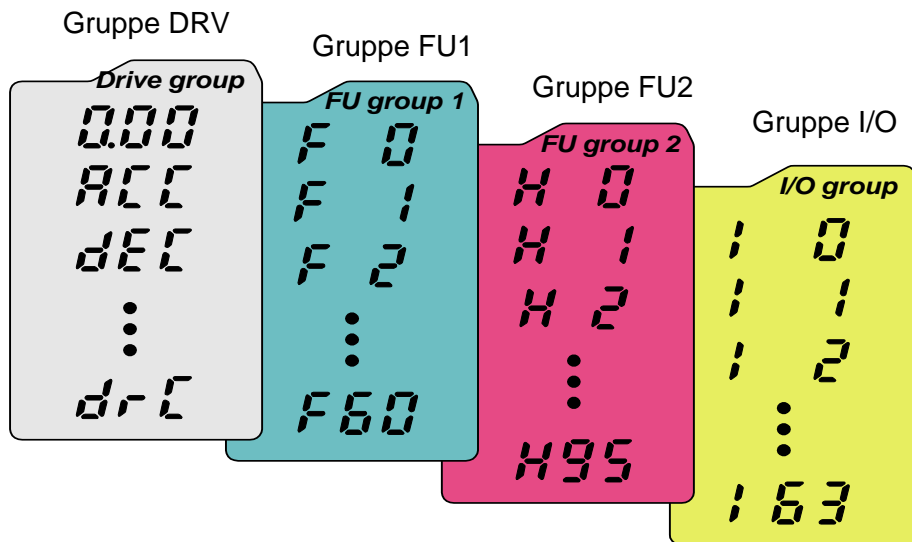 Gruppe DRV
Drive group
0.00
ACC
dEC
drC
Gruppe FU1
FU group 1
F 0
F 1
F 2
F60
Gruppe FU2
FU group 2
H 0
H 1
H 2
H95
Gruppe I/O
I/O group
I 0
I 1
I 2
I 63